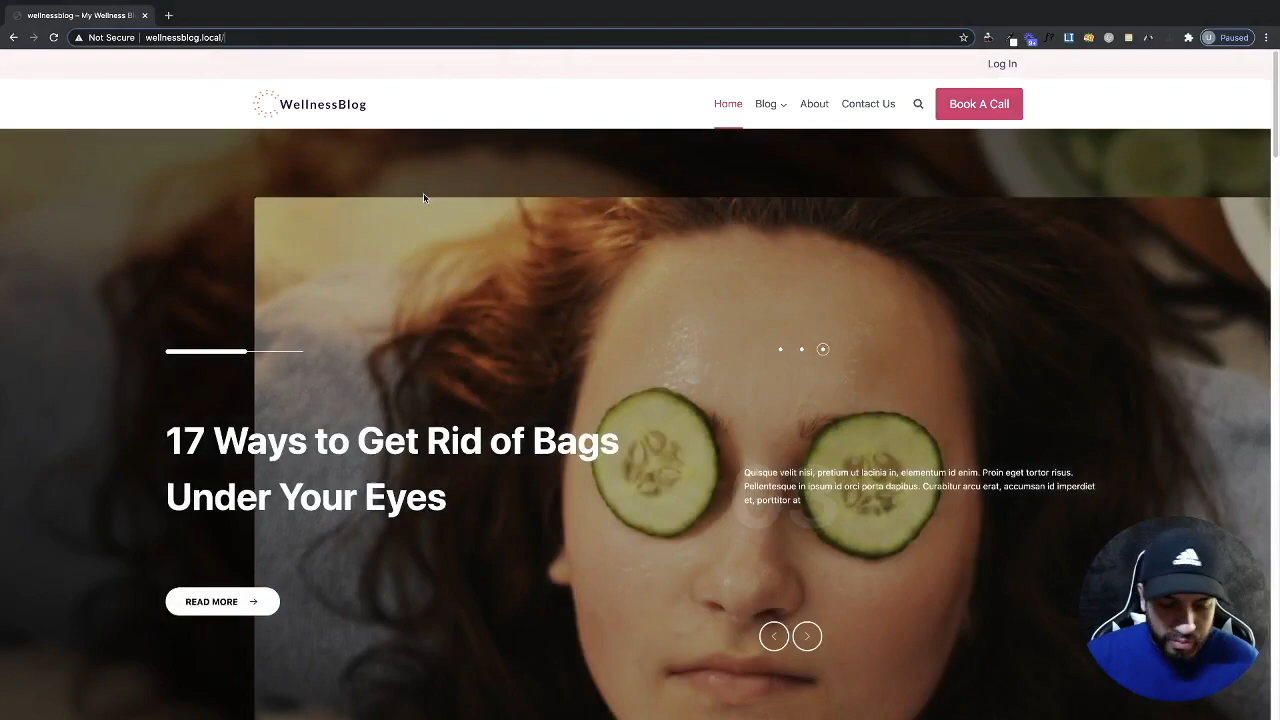 wellnessblog – My Wellness Bl
Not Secure
wellnessblog.local/
9+
LI
U
Paused
Log In
WellnessBlog
Home
Blog
About
Contact Us
Book A Call
17 Ways to Get Rid of Bags
Under Your Eyes
Quisque velit nisi, pretium ut lacinia in, elementum id enim. Proin eget tortor risus.
Pellentesque in ipsum id orci porta dapibus. Curabitur arcu erat, accumsan id imperdiet
et, porttitor at
03
READ MORE